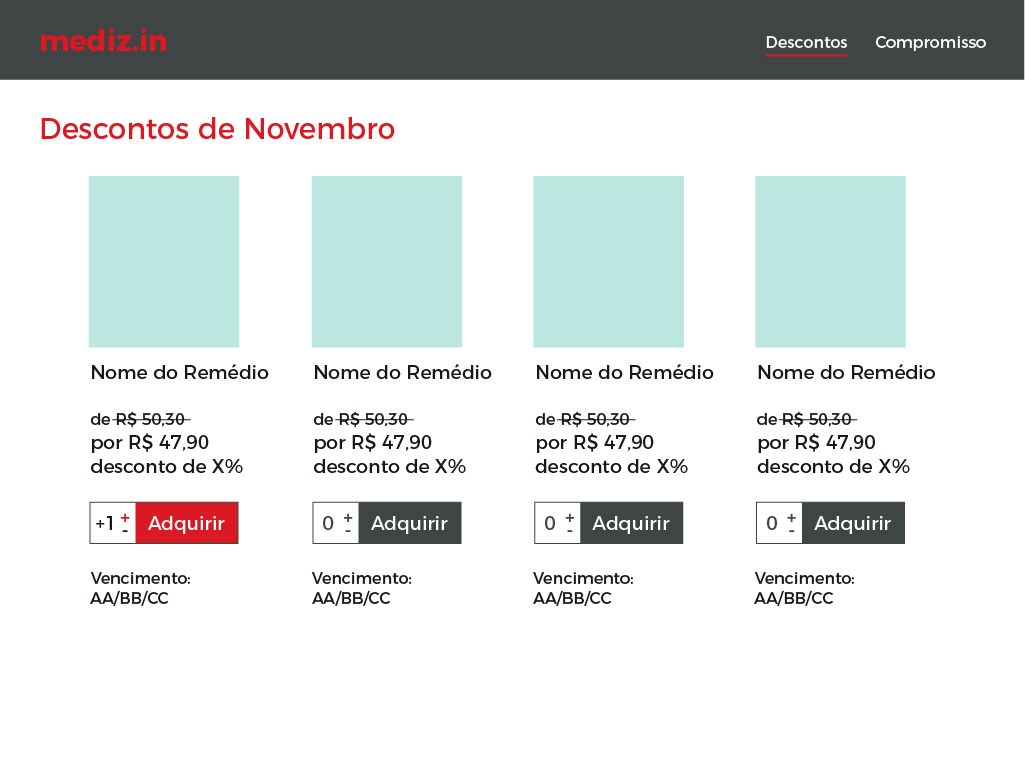 mediz.in
Descontos Compromisso
Descontos de Novembro
Nome do Remédio Nome do Remédio Nome do Remédio Nome do Remédio
de R$ 50,30 de R$ 50,30 de R$ 50,30 de R$ 50,30
por R$ 47,90 por R$ 47,90 por R$ 47,90 por R$ 47,90
desconto de X% desconto de X% desconto de X% desconto de X%
+1 + - Adquirir 0 + - Adquirir 0 + - Adquirir 0 + - Adquirir
Vencimento: Vencimento: Vencimento: Vencimento:
AA/BB/CC AA/BB/CC AA/BB/CC AA/BB/CC